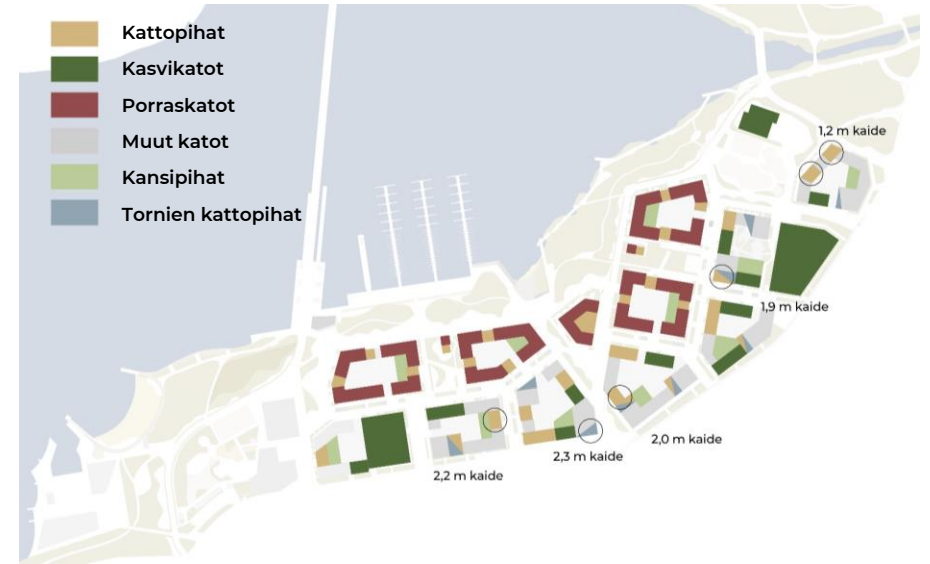 Kattopihat
Kasvikatot
Porraskatot
Muut katot
Kansipihat
Tornien kattopihat
1,2 m kaide
1,9 m kaide
2,0 m kaide
2,3 m kaide
2,2 m kaide